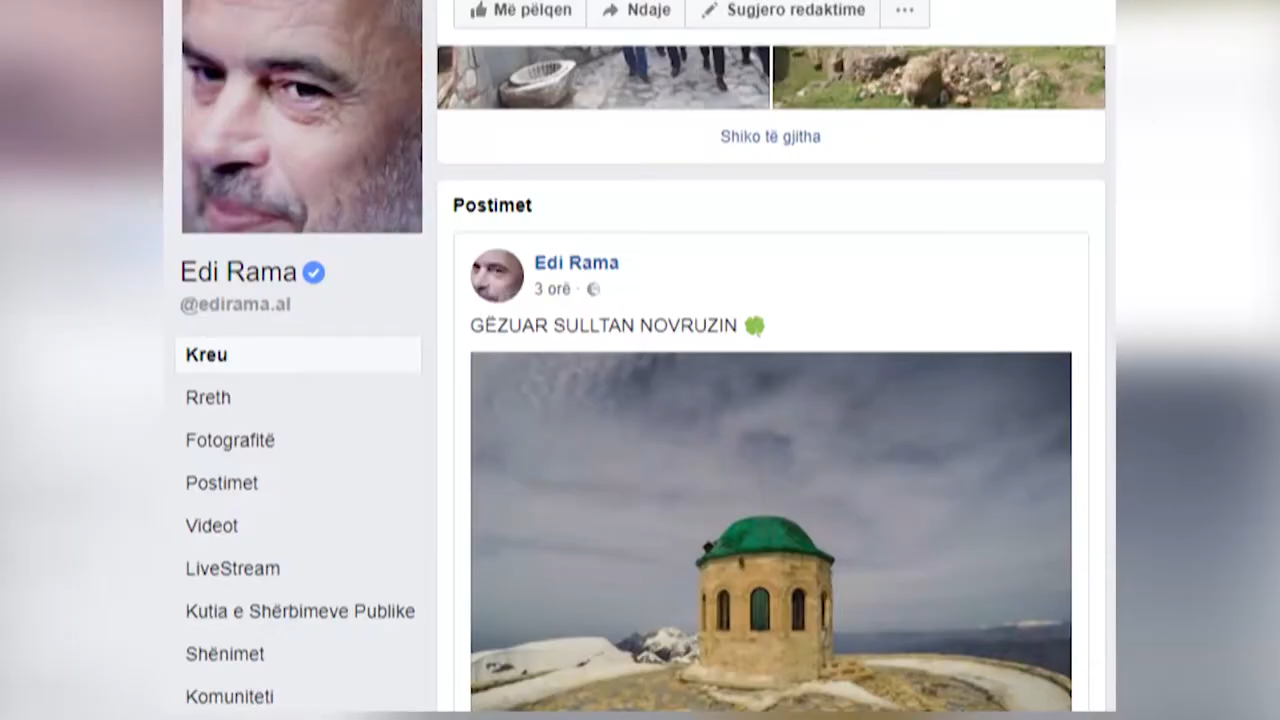 Më pëlqen
Ndaje
Sugjero redaktime
Shiko të gjitha
Postimet
Edi Rama
3 orë ·
GËZUAR SULLTAN NOVRUZIN
Edi Rama
@edirama.al
Kreu
Rreth
Fotografitë
Postimet
Videot
LiveStream
Kutia e Shërbimeve Publike
Shënimet
Komuniteti